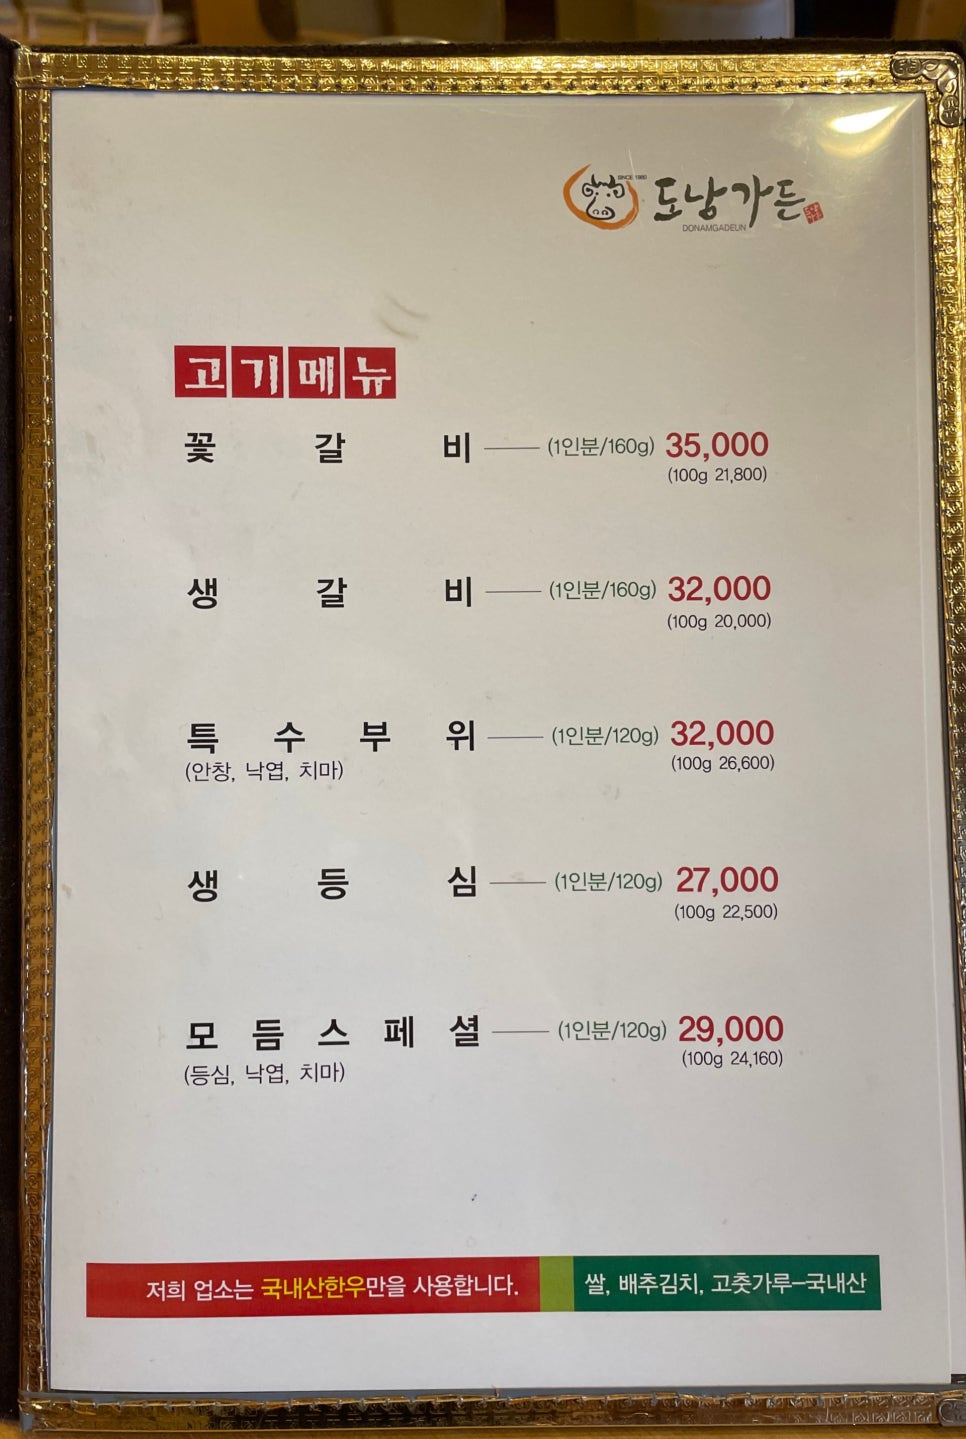 SINCE 1980
도남가든
DONAMGADEUN
고기메뉴
꽃갈비 (1인분/160g) 35,000
(100g 21,800)
생갈비 (1인분/160g) 32,000
(100g 20,000)
특수부위 (1인분/120g) 32,000
(안창, 낙엽, 치마) (100g 26,600)
생등심 (1인분/120g) 27,000
(100g 22,500)
모듬스페셜 (1인분/120g) 29,000
(등심, 낙엽, 치마) (100g 24,160)
저희 업소는 국내산한우만을 사용합니다. 쌀, 배추김치, 고춧가루-국내산